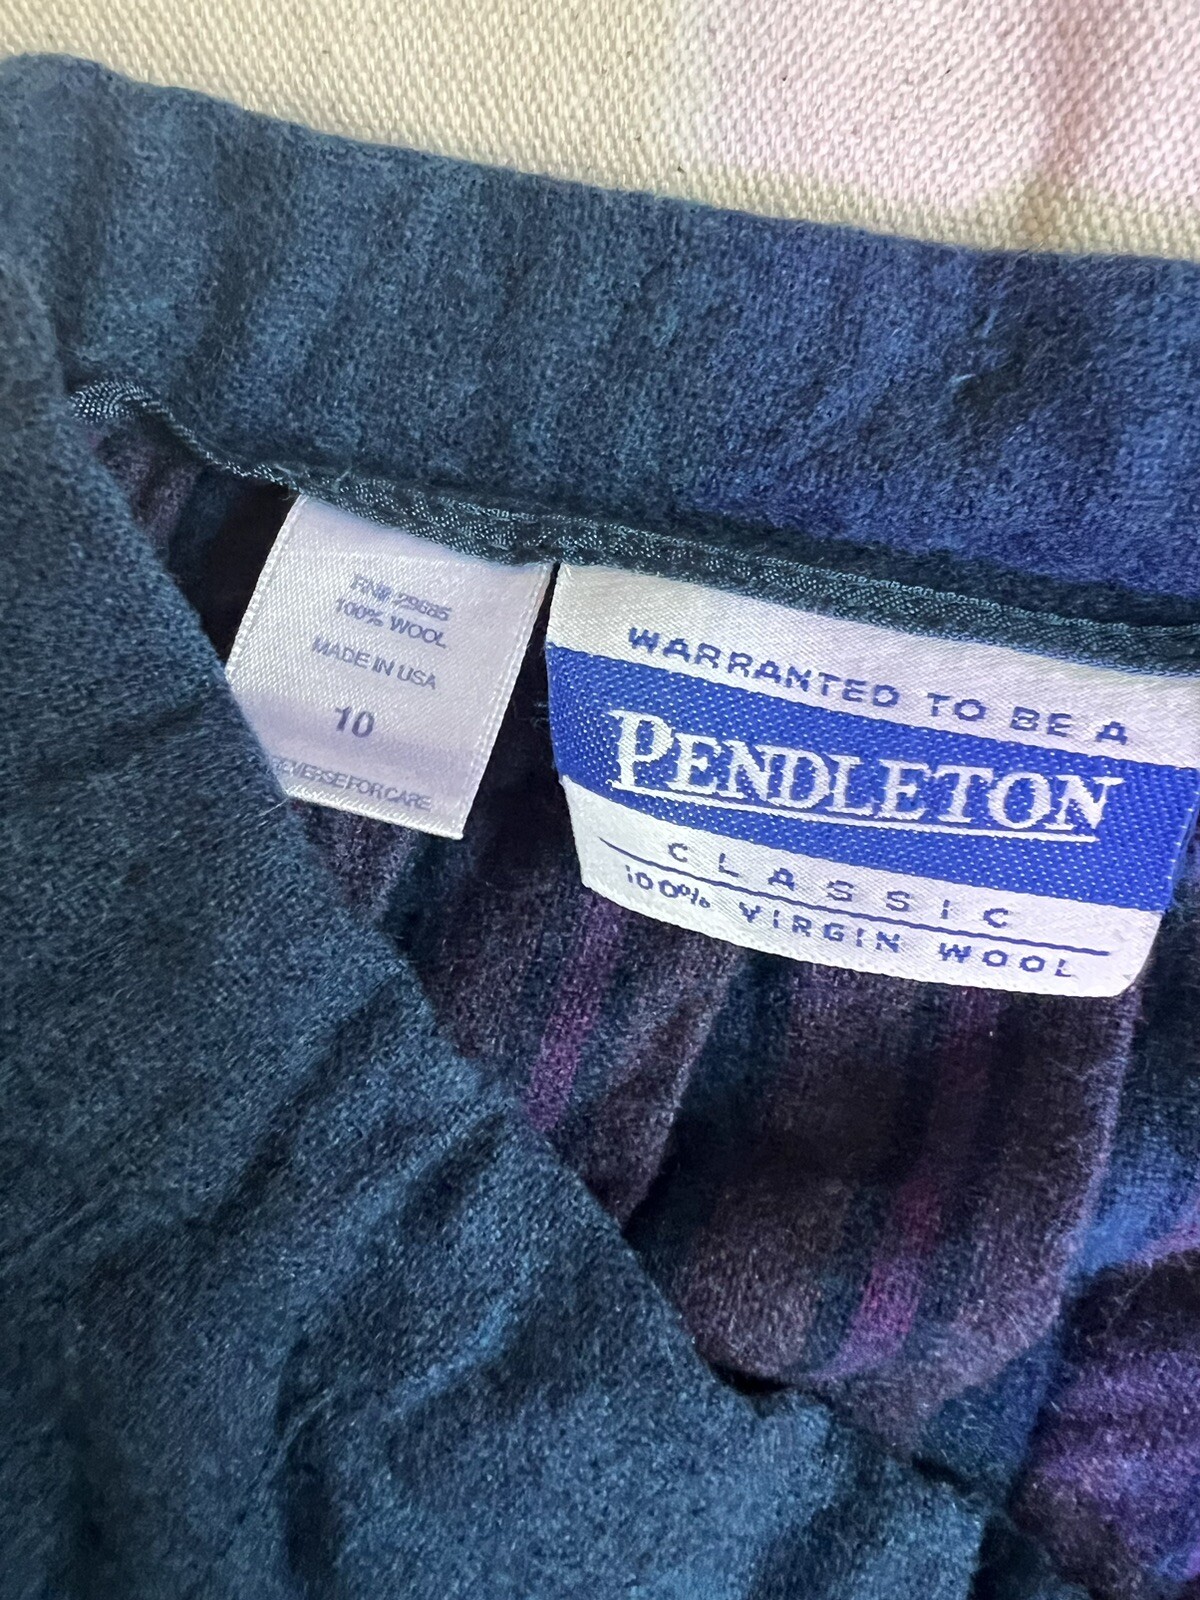 RN# 29685
100% WOOL
MADE IN USA
10
REVERSE FOR CARE
WARRANTED TO BE A
PENDLETON
CLASSIC
100% VIRGIN WOOL